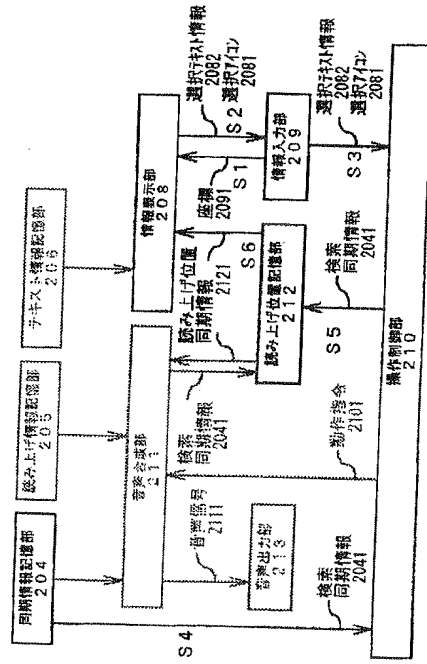 同期情報記憶部
204
読み上げ情報記憶部
205
テキスト情報記憶部
206
音声合成部
211
情報表示部
208
音声信号
2111
音声出力部
213
検索
同期情報
2041
読み上げ位置
同期情報
2121
読み上げ位置記憶部
212
S6
座標
2091
S1
S2
選択テキスト情報
2082
選択アイコン
2081
情報入力部
209
S3
選択テキスト情報
2082
選択アイコン
2081
S4
検索
同期情報
2041
動作指令
2101
S5
検索
同期情報
2041
操作制御部
210